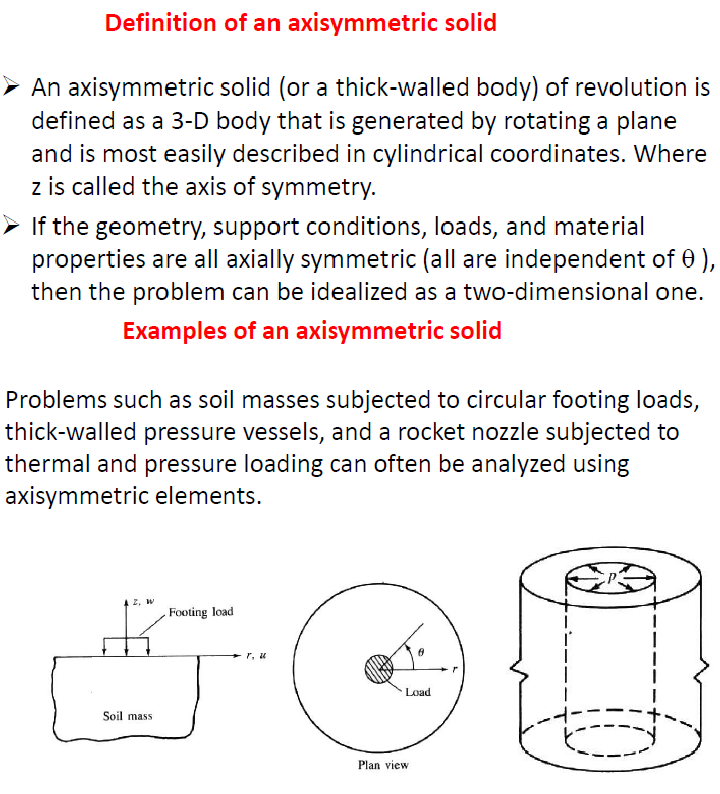 Definition of an axisymmetric solid
➢ An axisymmetric solid (or a thick-walled body) of revolution is
defined as a 3-D body that is generated by rotating a plane
and is most easily described in cylindrical coordinates. Where
z is called the axis of symmetry.
➢ If the geometry, support conditions, loads, and material
properties are all axially symmetric (all are independent of θ ),
then the problem can be idealized as a two-dimensional one.
Examples of an axisymmetric solid
Problems such as soil masses subjected to circular footing loads,
thick-walled pressure vessels, and a rocket nozzle subjected to
thermal and pressure loading can often be analyzed using
axisymmetric elements.
z, w
Footing load
r, u
Soil mass
θ
r
Load
Plan view
p